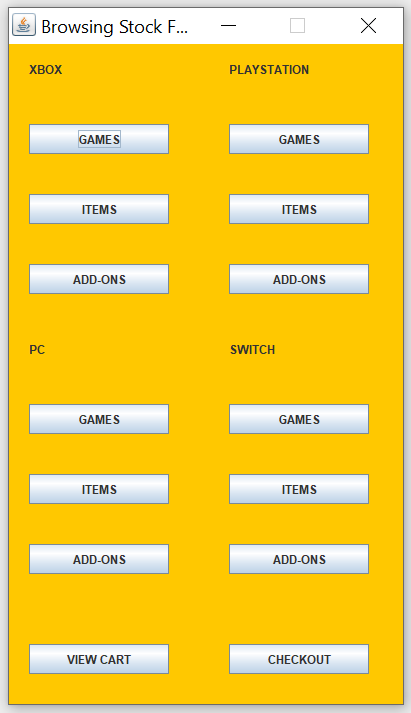 Browsing Stock F...
XBOX PLAYSTATION
GAMES GAMES
ITEMS ITEMS
ADD-ONS ADD-ONS
PC SWITCH
GAMES GAMES
ITEMS ITEMS
ADD-ONS ADD-ONS
VIEW CART CHECKOUT